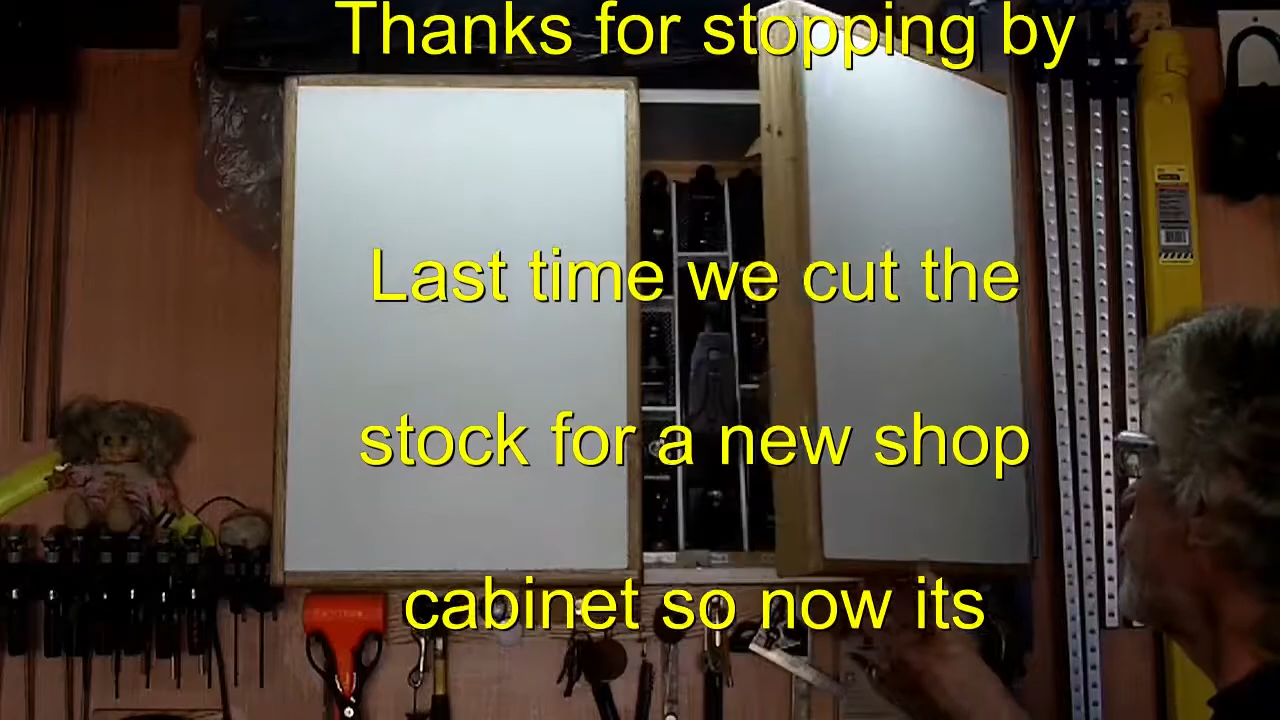 Thanks for stopping by
Last time we cut the
stock for a new shop
cabinet so now its